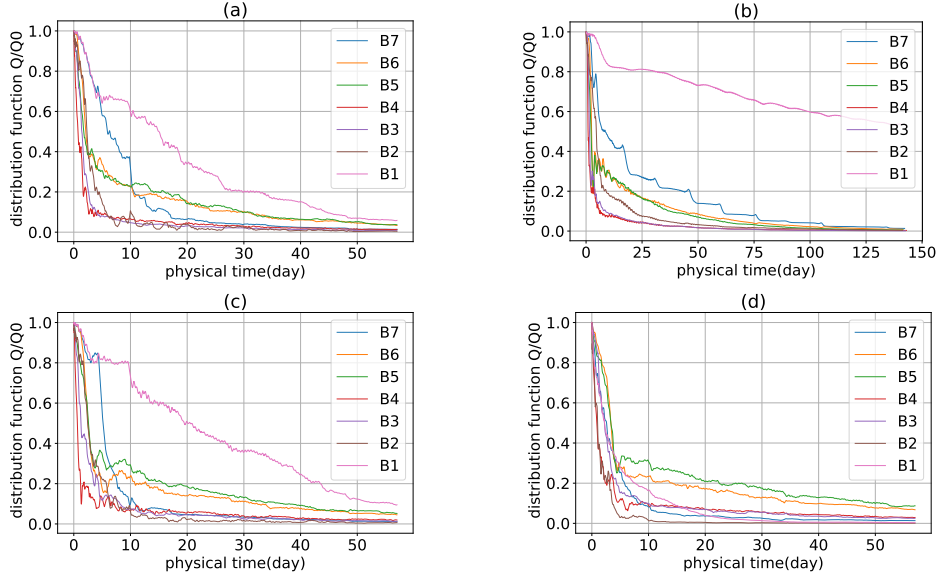 (a)
distribution function Q/Q0
1.0
0.8
0.6
0.4
0.2
0.0
0 10 20 30 40 50
physical time(day)
B7
B6
B5
B4
B3
B2
B1
(b)
distribution function Q/Q0
1.0
0.8
0.6
0.4
0.2
0.0
0 25 50 75 100 125 150
physical time(day)
B7
B6
B5
B4
B3
B2
B1
(c)
distribution function Q/Q0
1.0
0.8
0.6
0.4
0.2
0.0
0 10 20 30 40 50
physical time(day)
B7
B6
B5
B4
B3
B2
B1
(d)
distribution function Q/Q0
1.0
0.8
0.6
0.4
0.2
0.0
0 10 20 30 40 50
physical time(day)
B7
B6
B5
B4
B3
B2
B1